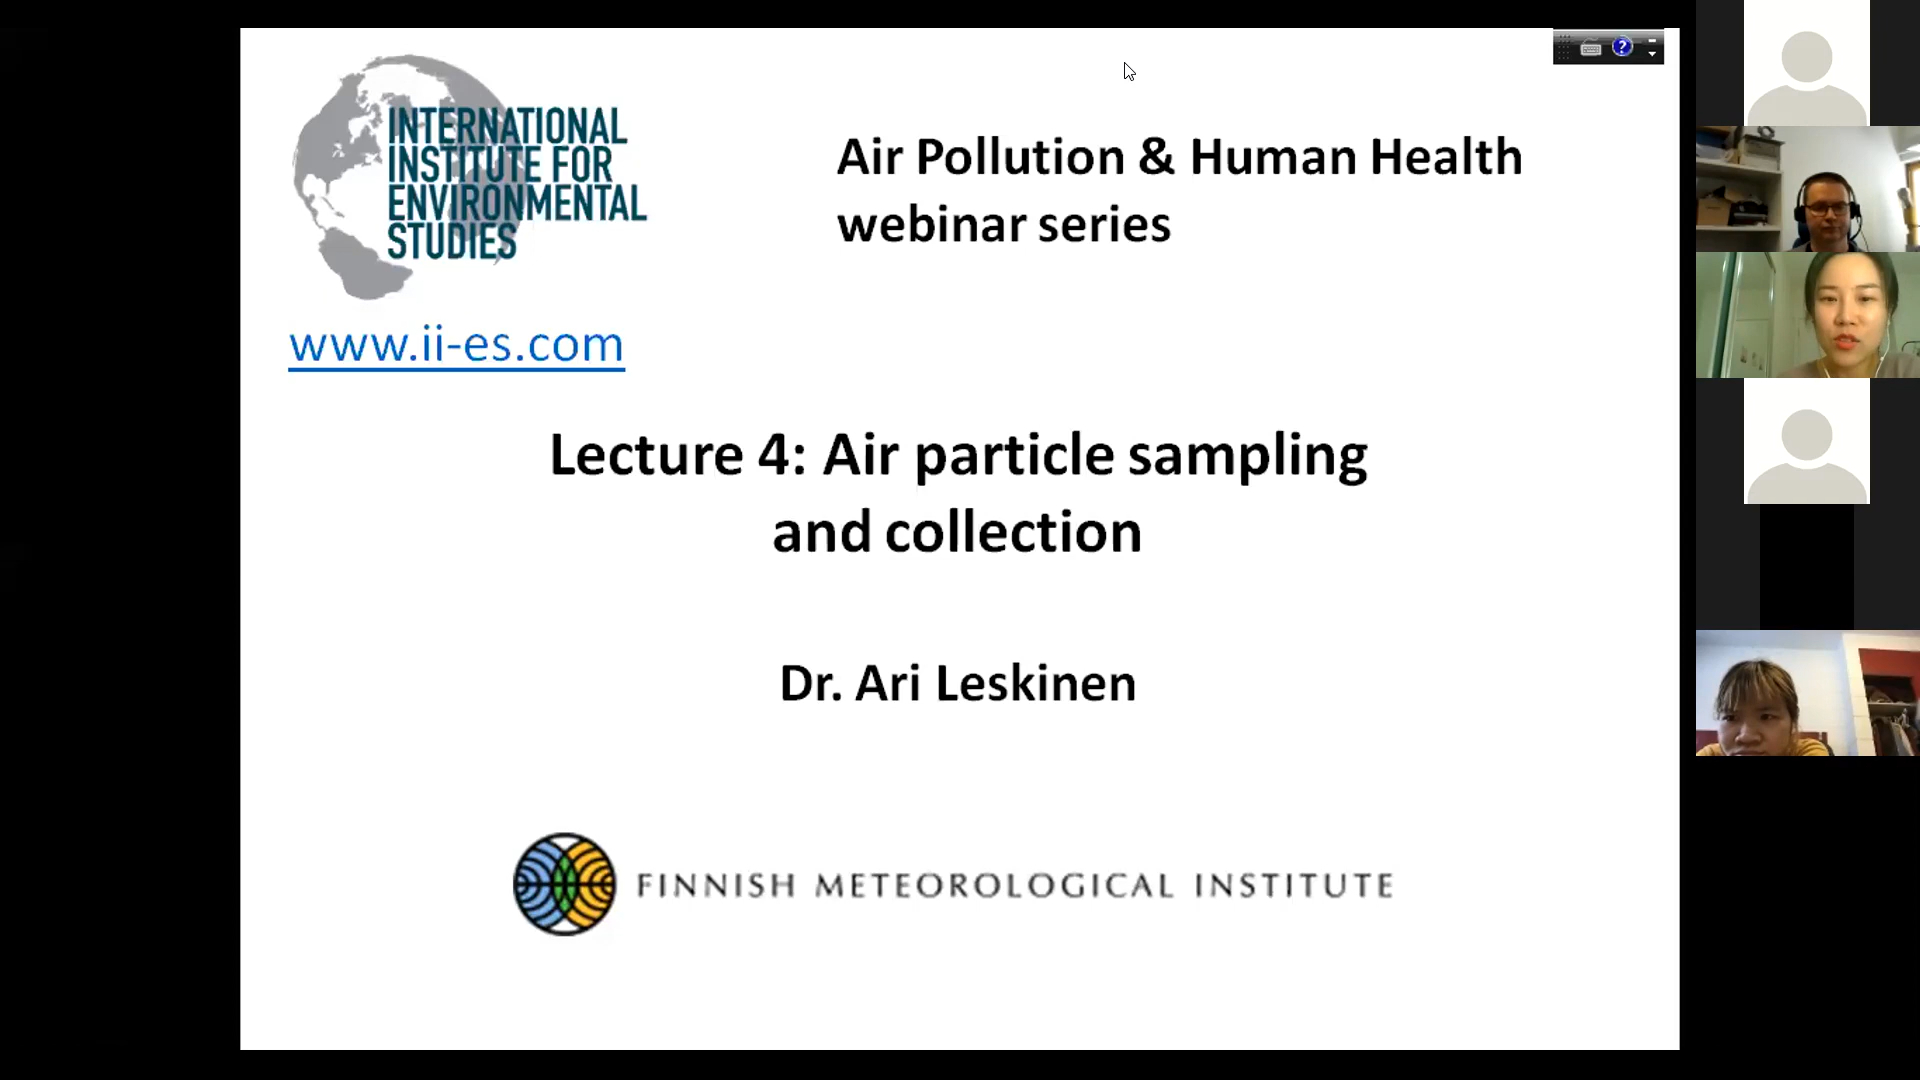 INTERNATIONAL
INSTITUTE FOR
ENVIRONMENTAL
STUDIES
Air Pollution & Human Health
webinar series
www.ii-es.com
Lecture 4: Air particle sampling
and collection
Dr. Ari Leskinen
FINNISH METEOROLOGICAL INSTITUTE